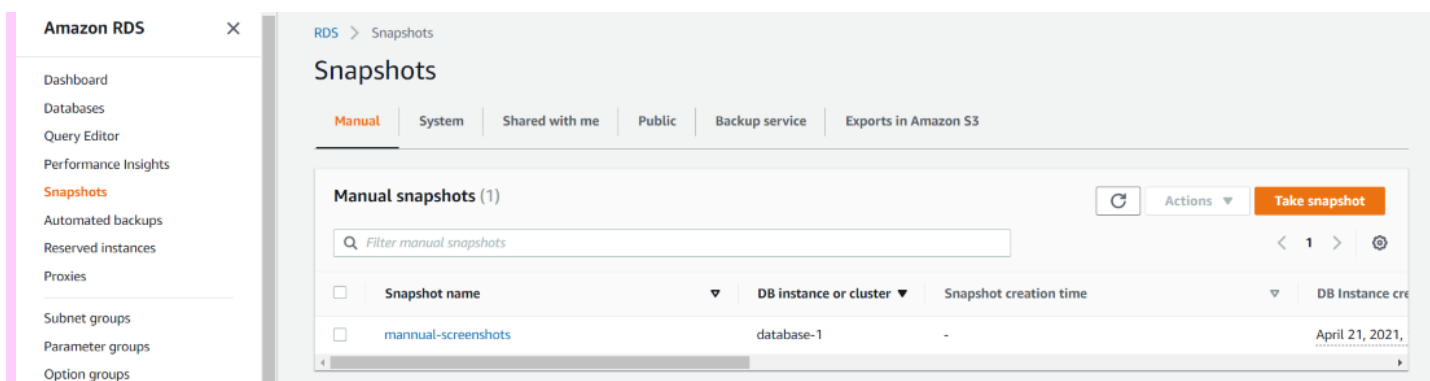 Amazon RDS
Dashboard
Databases
Query Editor
Performance Insights
Snapshots
Automated backups
Reserved instances
Proxies
Subnet groups
Parameter groups
Option groups
RDS > Snapshots
Snapshots
Manual System Shared with me Public Backup service Exports in Amazon S3
Manual snapshots (1)
Actions Take snapshot
Filter manual snapshots
1
Snapshot name DB instance or cluster Snapshot creation time DB Instance cre
mannual-screenshots database-1 - April 21, 2021,